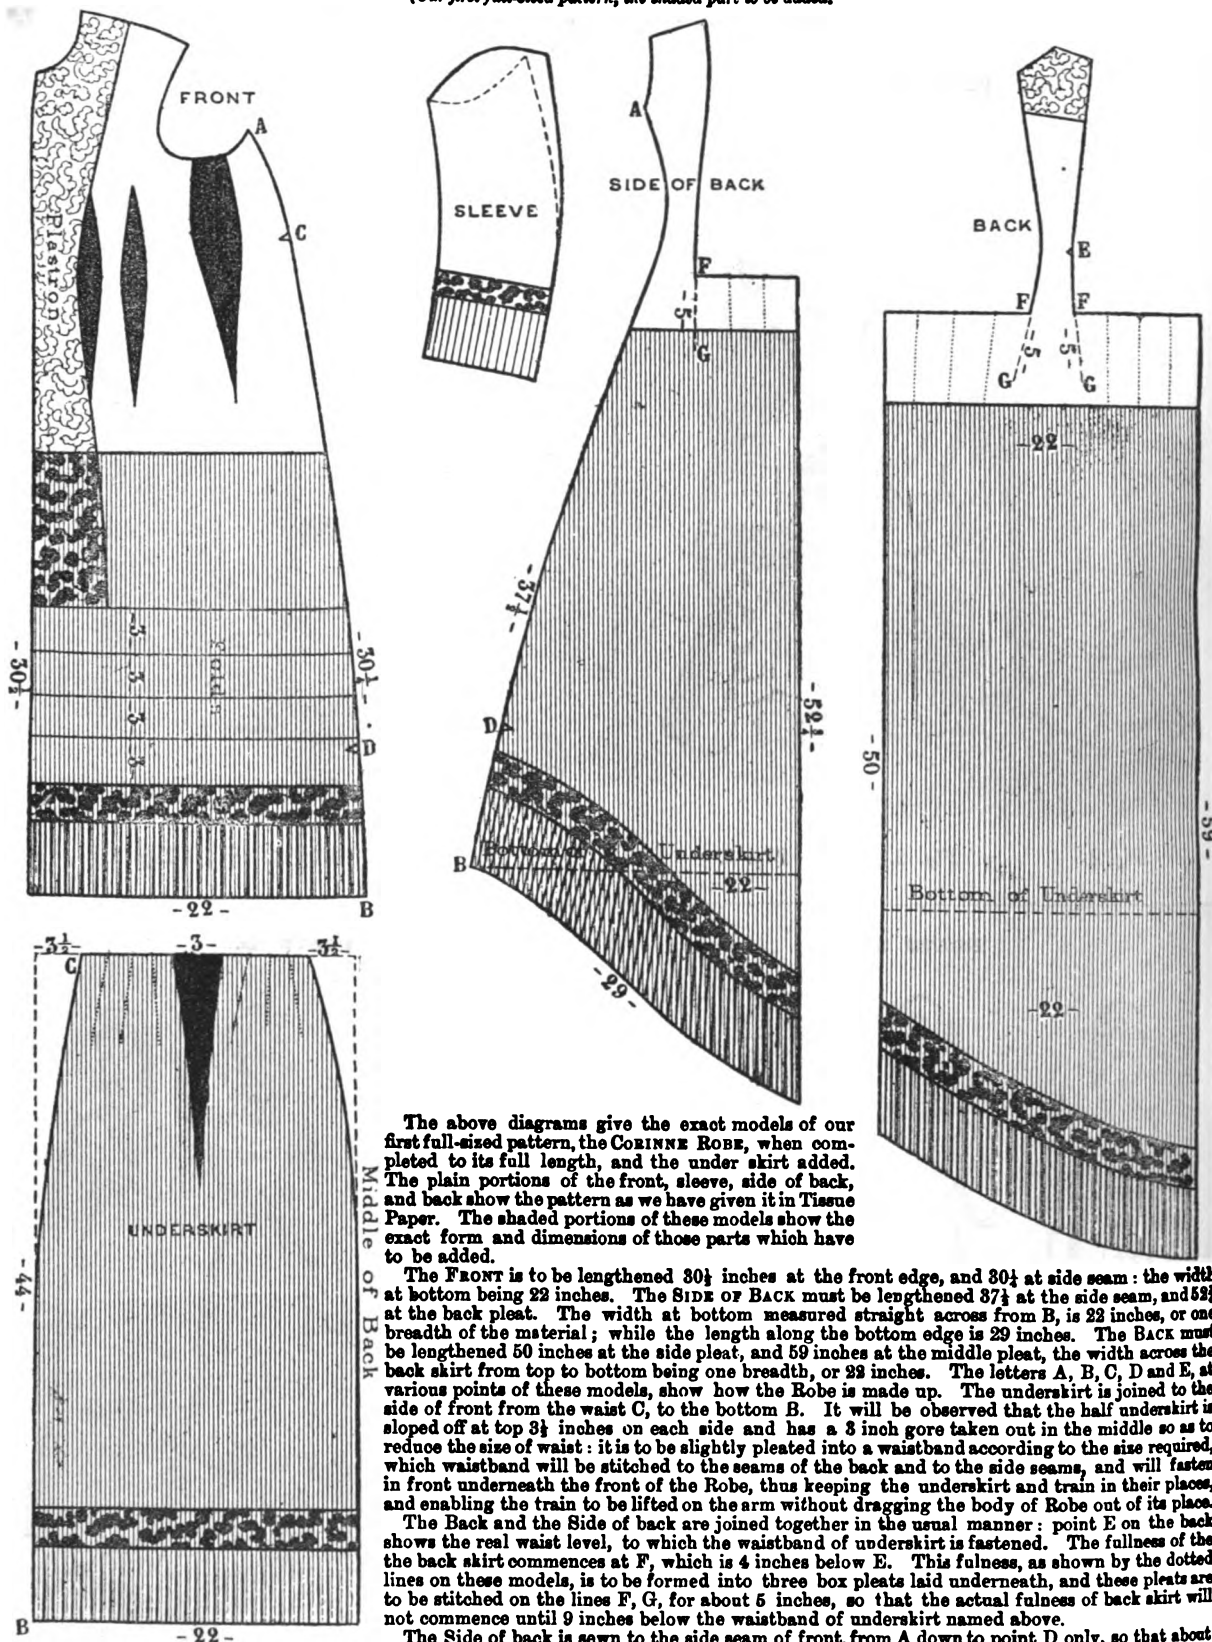 (Our first full-sized pattern, the shaded part to be added.
FRONT
A
C
Plastron
Folds
-3-
-3-
-3-
-3-
-30½-
-30¼-
D
-22-
B
SLEEVE
A
SIDE OF BACK
F
-5-
G
-37½-
D
-52¼-
B
Bottom of Underskirt
-22-
-29-
BACK
E
F F
-5- -5-
G G
-22-
-50-
-59-
Bottom of Underskirt
-22-
-3½- -3- -3½-
C
UNDERSKIRT
Middle of Back
-44-
B
-22-
The above diagrams give the exact models of our
first full-sized pattern, the CORINNE ROBE, when com-
pleted to its full length, and the under skirt added.
The plain portions of the front, sleeve, side of back,
and back show the pattern as we have given it in Tissue
Paper. The shaded portions of these models show the
exact form and dimensions of those parts which have
to be added.
The FRONT is to be lengthened 30½ inches at the front edge, and 30¼ at side seam : the width
at bottom being 22 inches. The SIDE OF BACK must be lengthened 37½ at the side seam, and 52¼
at the back pleat. The width at bottom measured straight across from B, is 22 inches, or one
breadth of the material ; while the length along the bottom edge is 29 inches. The BACK must
be lengthened 50 inches at the side pleat, and 59 inches at the middle pleat, the width across the
back skirt from top to bottom being one breadth, or 22 inches. The letters A, B, C, D and E, at
various points of these models, show how the Robe is made up. The underskirt is joined to the
side of front from the waist C, to the bottom B. It will be observed that the half underskirt is
sloped off at top 3½ inches on each side and has a 3 inch gore taken out in the middle so as to
reduce the size of waist : it is to be slightly pleated into a waistband according to the size required,
which waistband will be stitched to the seams of the back and to the side seams, and will fasten
in front underneath the front of the Robe, thus keeping the underskirt and train in their places,
and enabling the train to be lifted on the arm without dragging the body of Robe out of its place.
The Back and the Side of back are joined together in the usual manner : point E on the back
shows the real waist level, to which the waistband of underskirt is fastened. The fullness of the
the back skirt commences at F, which is 4 inches below E. This fulness, as shown by the dotted
lines on these models, is to be formed into three box pleats laid underneath, and these pleats are
to be stitched on the lines F, G, for about 5 inches, so that the actual fulness of back skirt will
not commence until 9 inches below the waistband of underskirt named above.
The Side of back is sewn to the side seam of front from A down to point D only, so that about